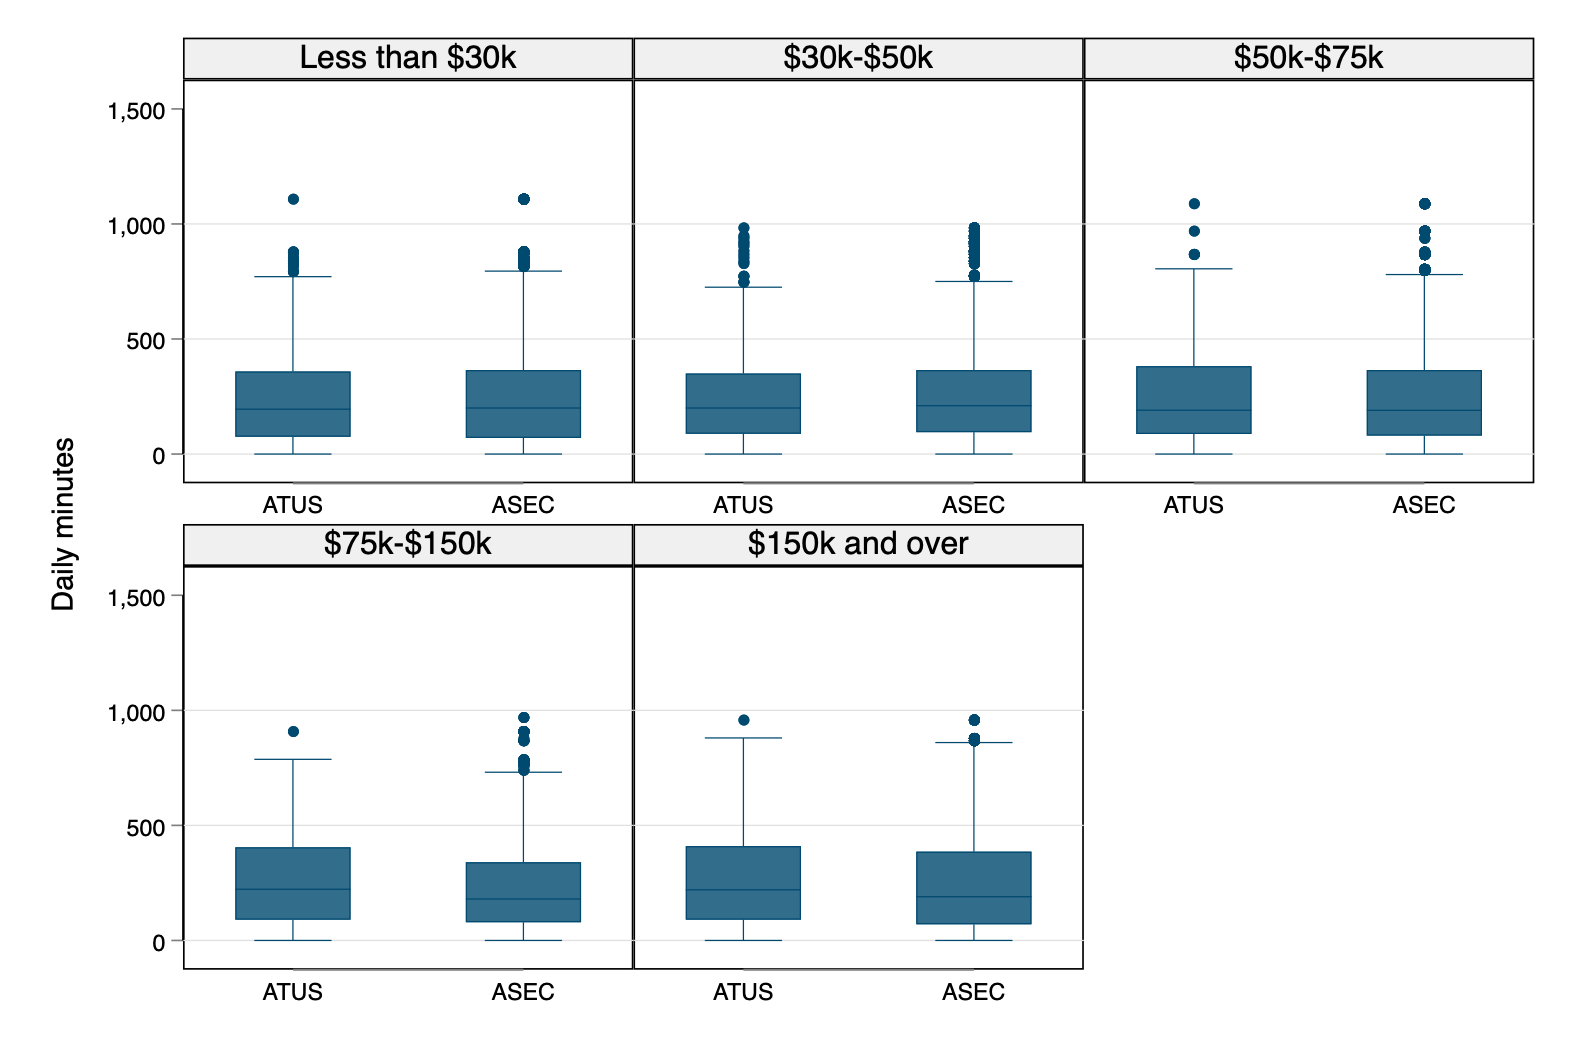 Less than $30k
$30k-$50k
$50k-$75k
1,500
1,000
500
0
ATUS
ASEC
ATUS
ASEC
ATUS
ASEC
Daily minutes
$75k-$150k
$150k and over
1,500
1,000
500
0
ATUS
ASEC
ATUS
ASEC